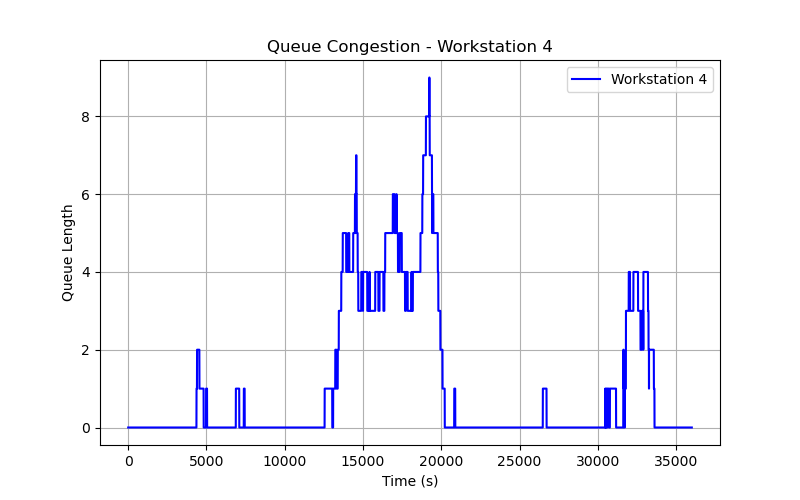 Queue Congestion - Workstation 4
Workstation 4
Queue Length
8
6
4
2
0
0 5000 10000 15000 20000 25000 30000 35000
Time (s)